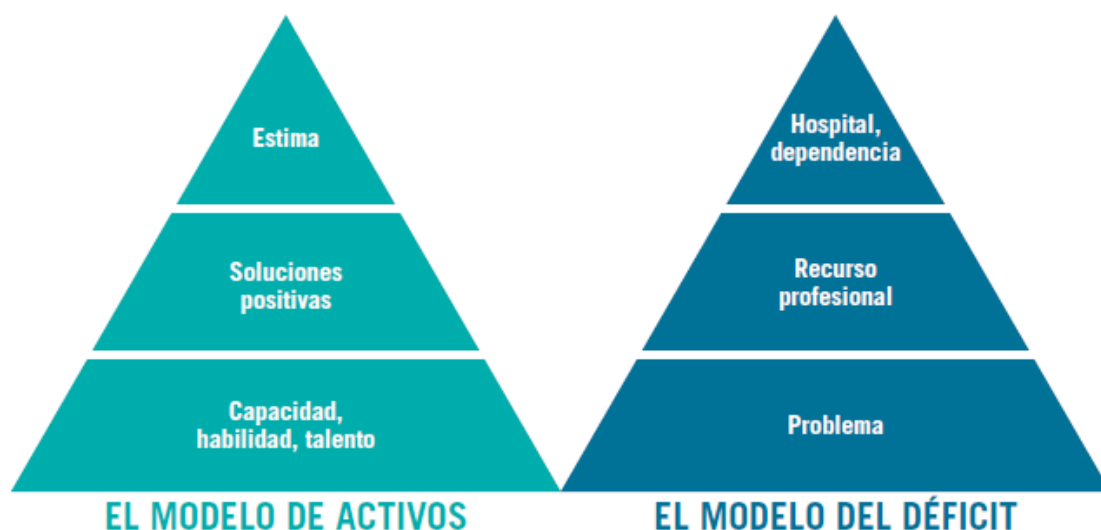 Estima
Soluciones
positivas
Capacidad,
habilidad, talento
EL MODELO DE ACTIVOS
Hospital,
dependencia
Recurso
profesional
Problema
EL MODELO DEL DÉFICIT